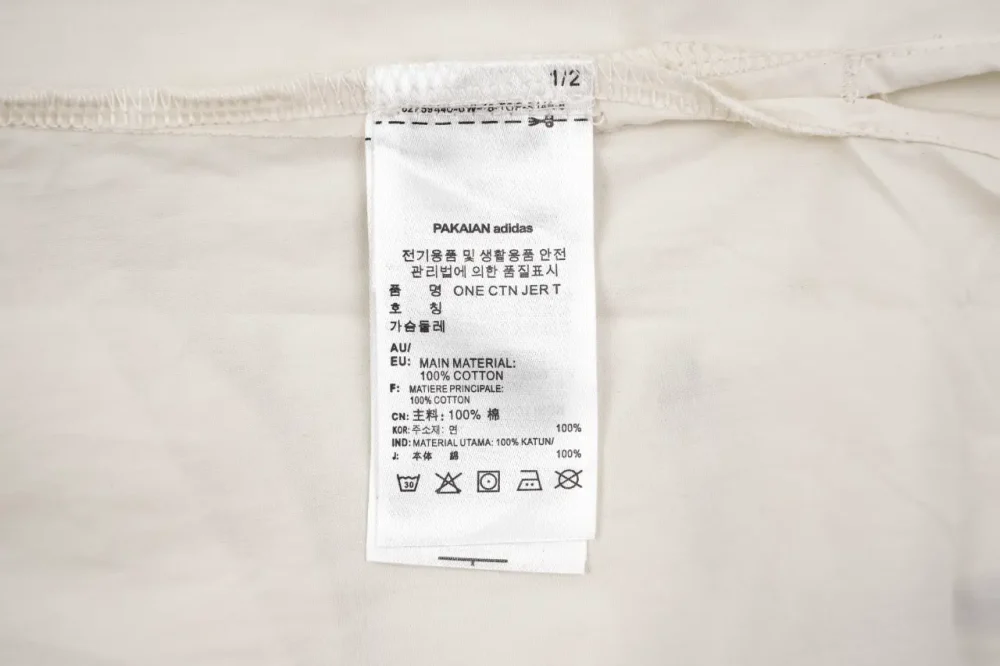 1/2
PAKAIAN adidas
전기용품 및 생활용품 안전
관리법에 의한 품질표시
품 명 ONE CTN JER T
호 칭
가슴둘레
AU/
EU: MAIN MATERIAL:
100% COTTON
F: MATIERE PRINCIPALE:
100% COTTON
CN: 主料: 100% 棉
KOR: 주소재: 면 100%
IND: MATERIAL UTAMA: 100% KATUN/
J: 本体 綿 100%
30